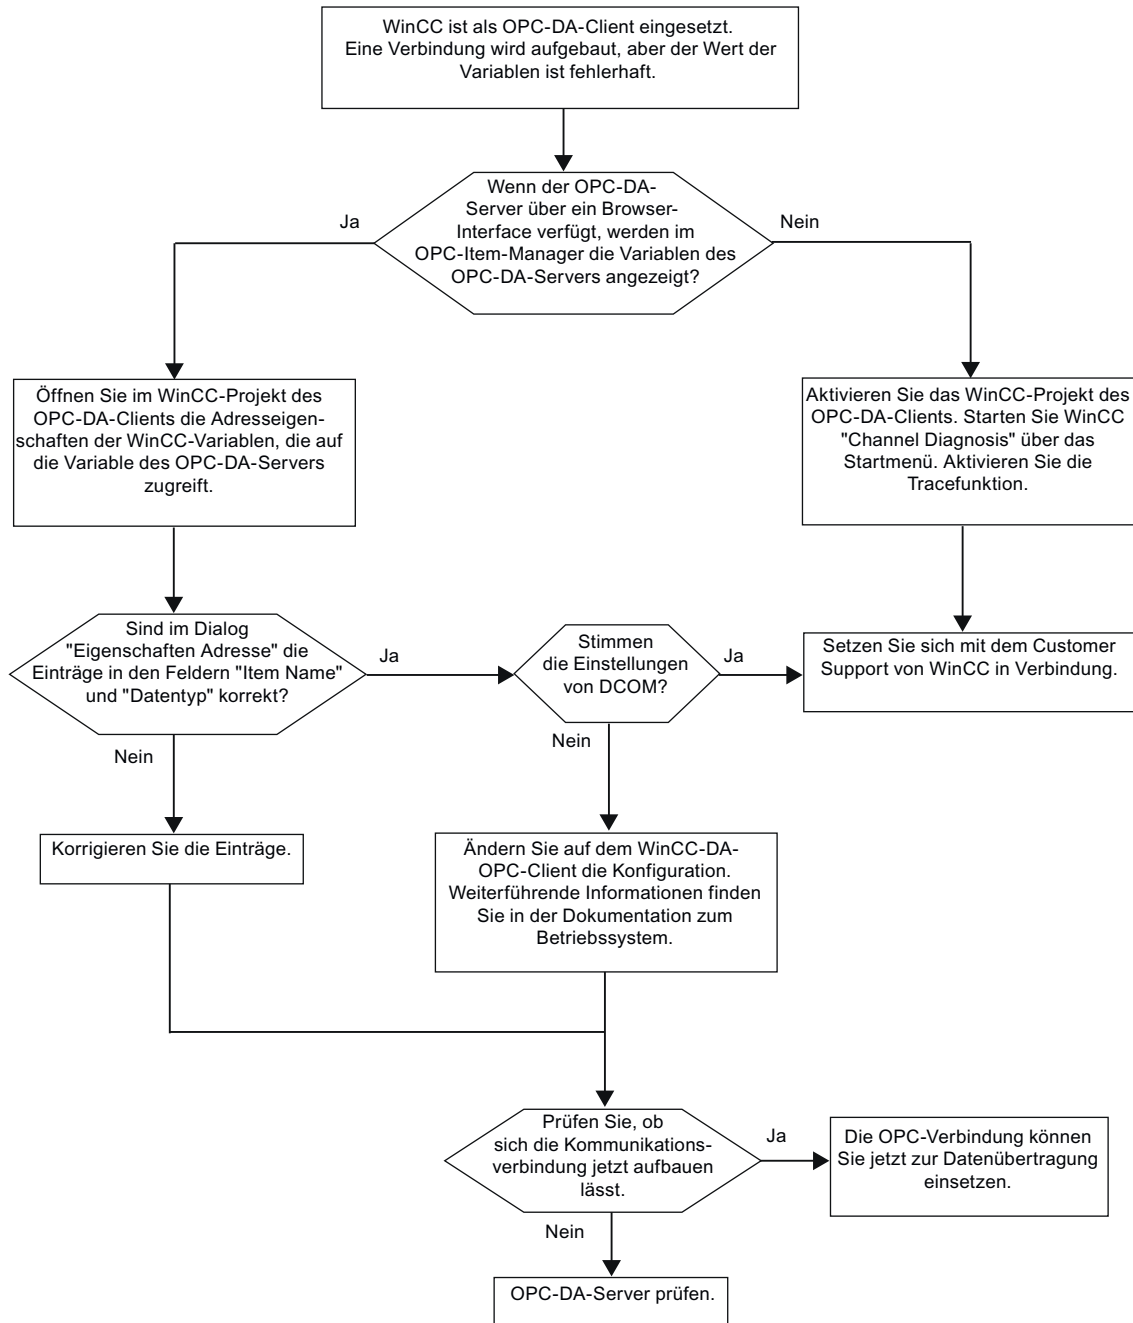 WinCC ist als OPC-DA-Client eingesetzt.
Eine Verbindung wird aufgebaut, aber der Wert der
Variablen ist fehlerhaft.
Wenn der OPC-DA-
Server über ein Browser-
Interface verfügt, werden im
OPC-Item-Manager die Variablen des
OPC-DA-Servers angezeigt?
Ja
Nein
Öffnen Sie im WinCC-Projekt des
OPC-DA-Clients die Adresseigen-
schaften der WinCC-Variablen, die auf
die Variable des OPC-DA-Servers
zugreift.
Aktivieren Sie das WinCC-Projekt des
OPC-DA-Clients. Starten Sie WinCC
"Channel Diagnosis" über das
Startmenü. Aktivieren Sie die
Tracefunktion.
Sind im Dialog
"Eigenschaften Adresse" die
Einträge in den Feldern "Item Name"
und "Datentyp" korrekt?
Ja
Nein
Stimmen
die Einstellungen
von DCOM?
Ja
Nein
Setzen Sie sich mit dem Customer
Support von WinCC in Verbindung.
Korrigieren Sie die Einträge.
Ändern Sie auf dem WinCC-DA-
OPC-Client die Konfiguration.
Weiterführende Informationen finden
Sie in der Dokumentation zum
Betriebssystem.
Prüfen Sie, ob
sich die Kommunikations-
verbindung jetzt aufbauen
lässt.
Ja
Nein
Die OPC-Verbindung können
Sie jetzt zur Datenübertragung
einsetzen.
OPC-DA-Server prüfen.